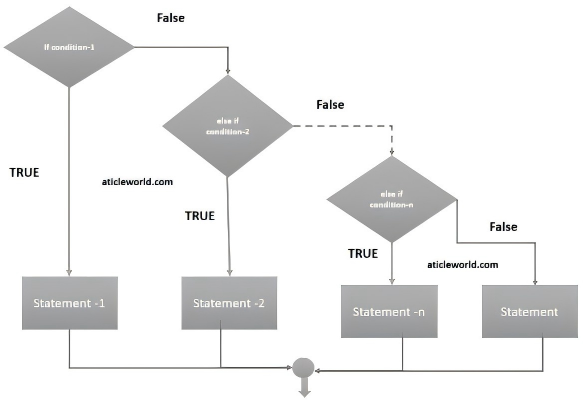 False
If condition-1
False
else if
condition-2
TRUE
aticleworld.com
else if
condition-n
TRUE
False
TRUE
aticleworld.com
Statement -1
Statement -2
Statement -n
Statement